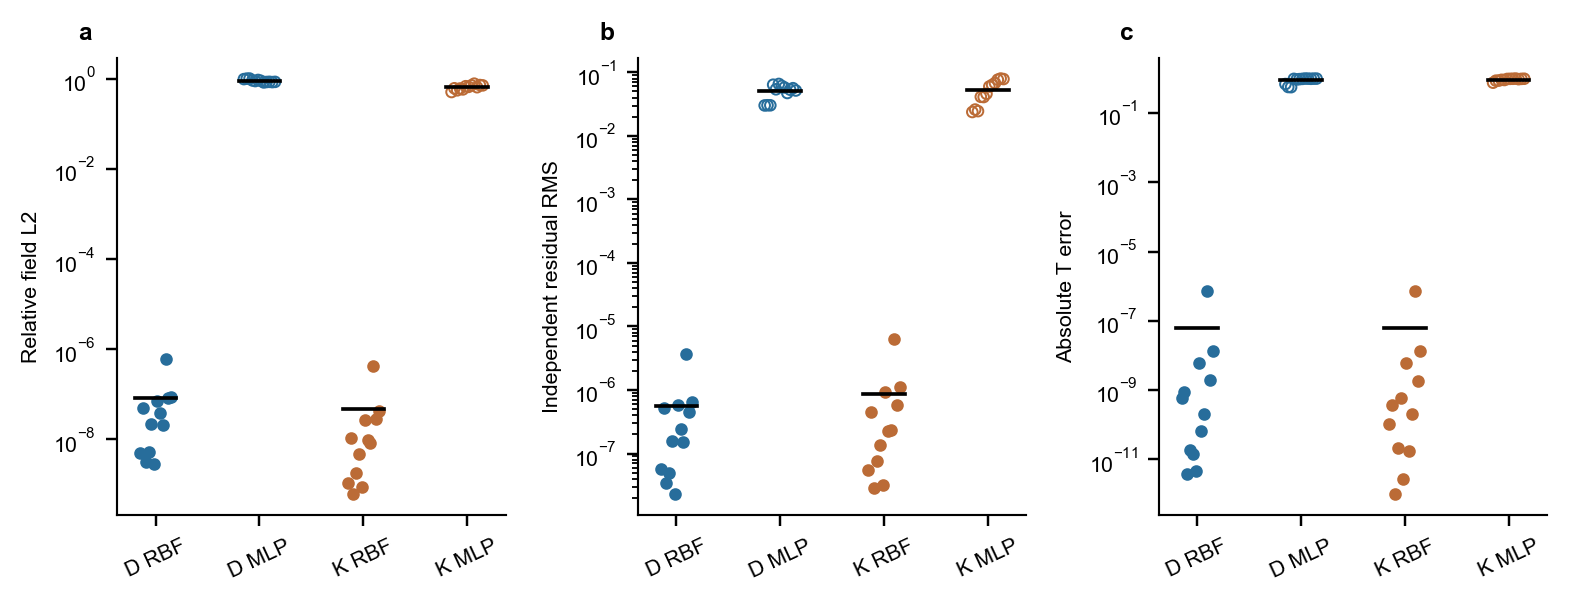 a
Relative field L2
10⁰
10⁻²
10⁻⁴
10⁻⁶
10⁻⁸
D RBF
D MLP
K RBF
K MLP
b
Independent residual RMS
10⁻¹
10⁻²
10⁻³
10⁻⁴
10⁻⁵
10⁻⁶
10⁻⁷
D RBF
D MLP
K RBF
K MLP
c
Absolute T error
10⁻¹
10⁻³
10⁻⁵
10⁻⁷
10⁻⁹
10⁻¹¹
D RBF
D MLP
K RBF
K MLP